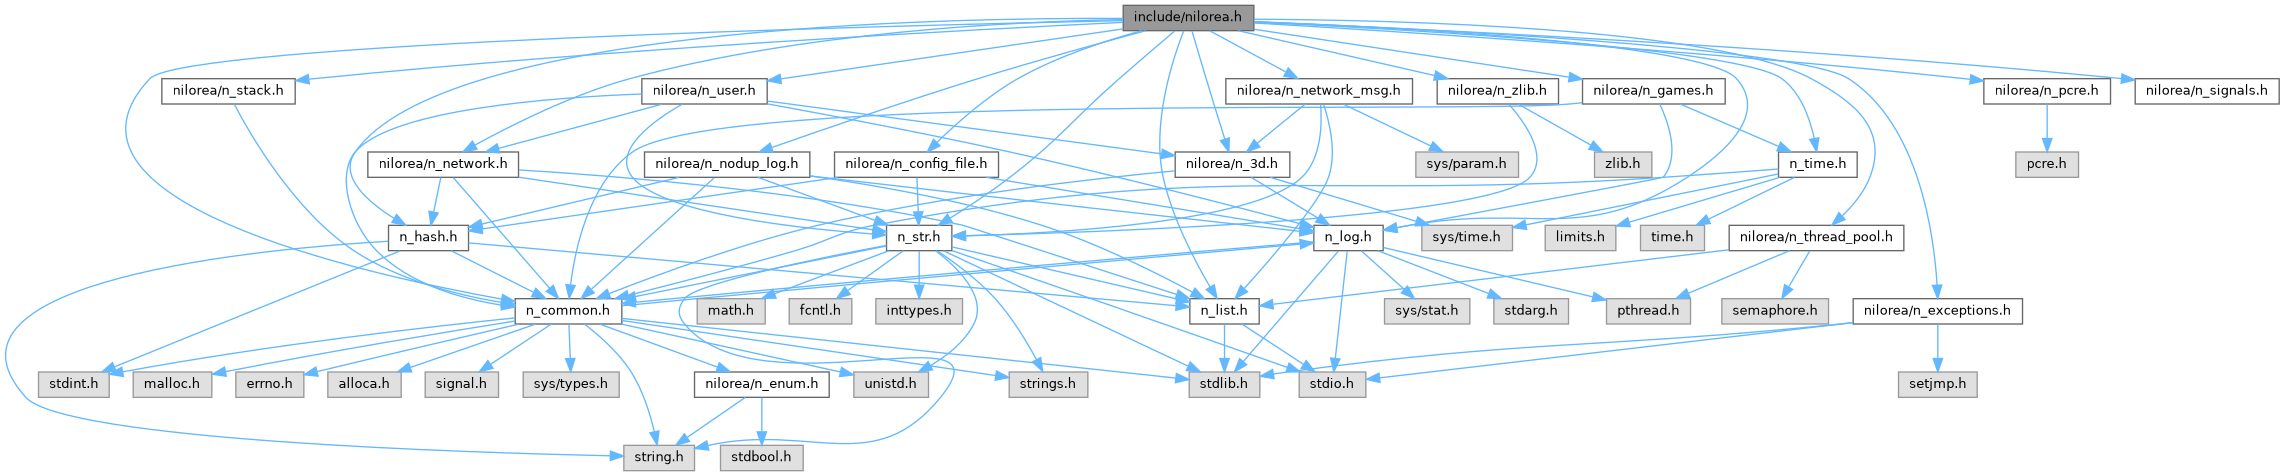 include/nilorea.h
nilorea/n_stack.h
nilorea/n_user.h
nilorea/n_network_msg.h
nilorea/n_zlib.h
nilorea/n_games.h
nilorea/n_pcre.h
nilorea/n_signals.h
nilorea/n_network.h
nilorea/n_nodup_log.h
nilorea/n_config_file.h
nilorea/n_3d.h
sys/param.h
zlib.h
n_time.h
pcre.h
n_hash.h
n_str.h
n_log.h
sys/time.h
limits.h
time.h
nilorea/n_thread_pool.h
n_common.h
math.h
fcntl.h
inttypes.h
n_list.h
sys/stat.h
stdarg.h
pthread.h
semaphore.h
nilorea/n_exceptions.h
stdint.h
malloc.h
errno.h
alloca.h
signal.h
sys/types.h
nilorea/n_enum.h
unistd.h
strings.h
stdlib.h
stdio.h
setjmp.h
string.h
stdbool.h